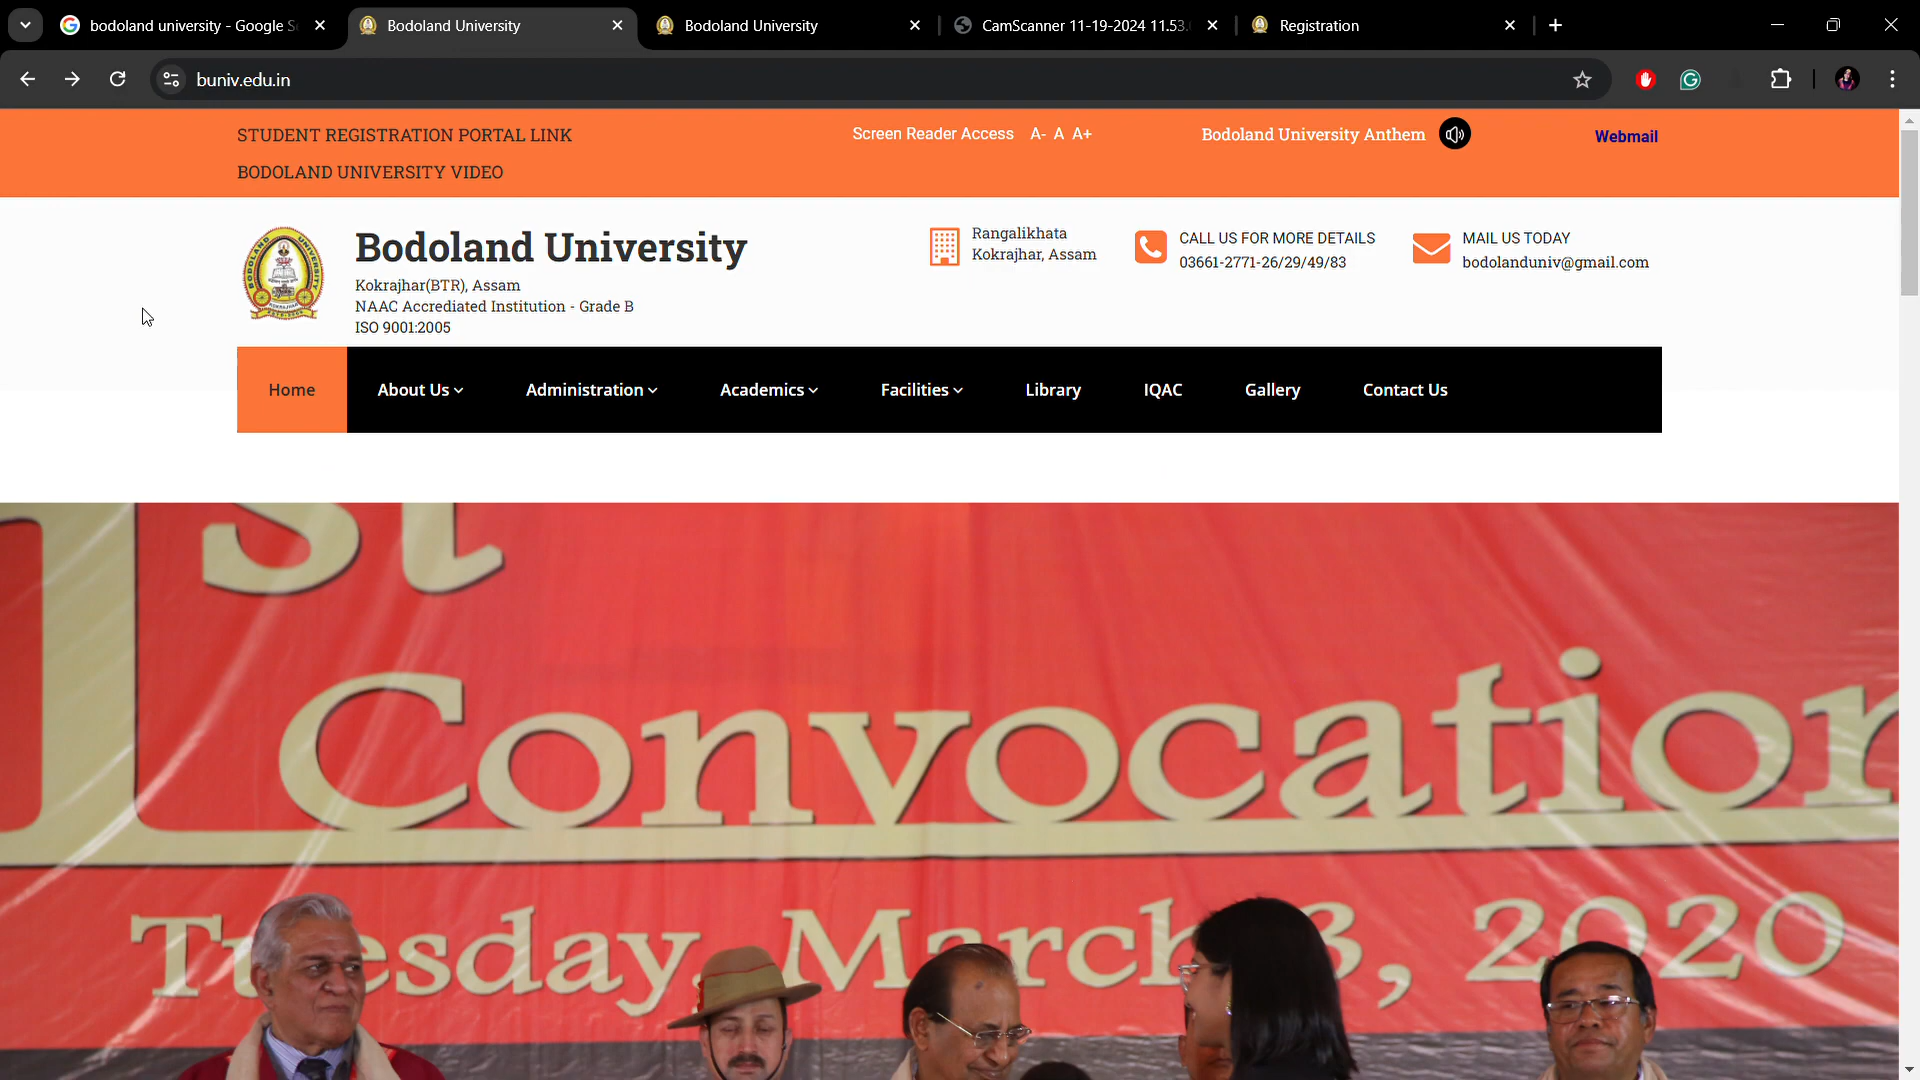 bodoland university - Google S
Bodoland University
Bodoland University
CamScanner 11-19-2024 11.53.
Registration
buniv.edu.in
STUDENT REGISTRATION PORTAL LINK
Screen Reader Access A- A A+
Bodoland University Anthem
Webmail
BODOLAND UNIVERSITY VIDEO
Bodoland University
Kokrajhar(BTR), Assam
NAAC Accrediated Institution - Grade B
ISO 9001:2005
Rangalikhata
Kokrajhar, Assam
CALL US FOR MORE DETAILS
03661-2771-26/29/49/83
MAIL US TODAY
bodolanduniv@gmail.com
Home About Us Administration Academics Facilities Library IQAC Gallery Contact Us
1st
Convocation
Tuesday, March 3, 2020